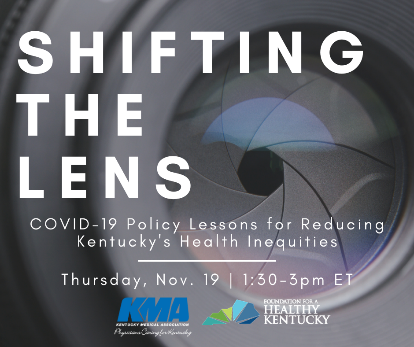 SHIFTING
THE
LENS
COVID-19 Policy Lessons for Reducing
Kentucky's Health Inequities
Thursday, Nov. 19 | 1:30-3pm ET
KMA
KENTUCKY MEDICAL ASSOCIATION
Physicians Caring for Kentucky
FOUNDATION FOR A
HEALTHY
KENTUCKY